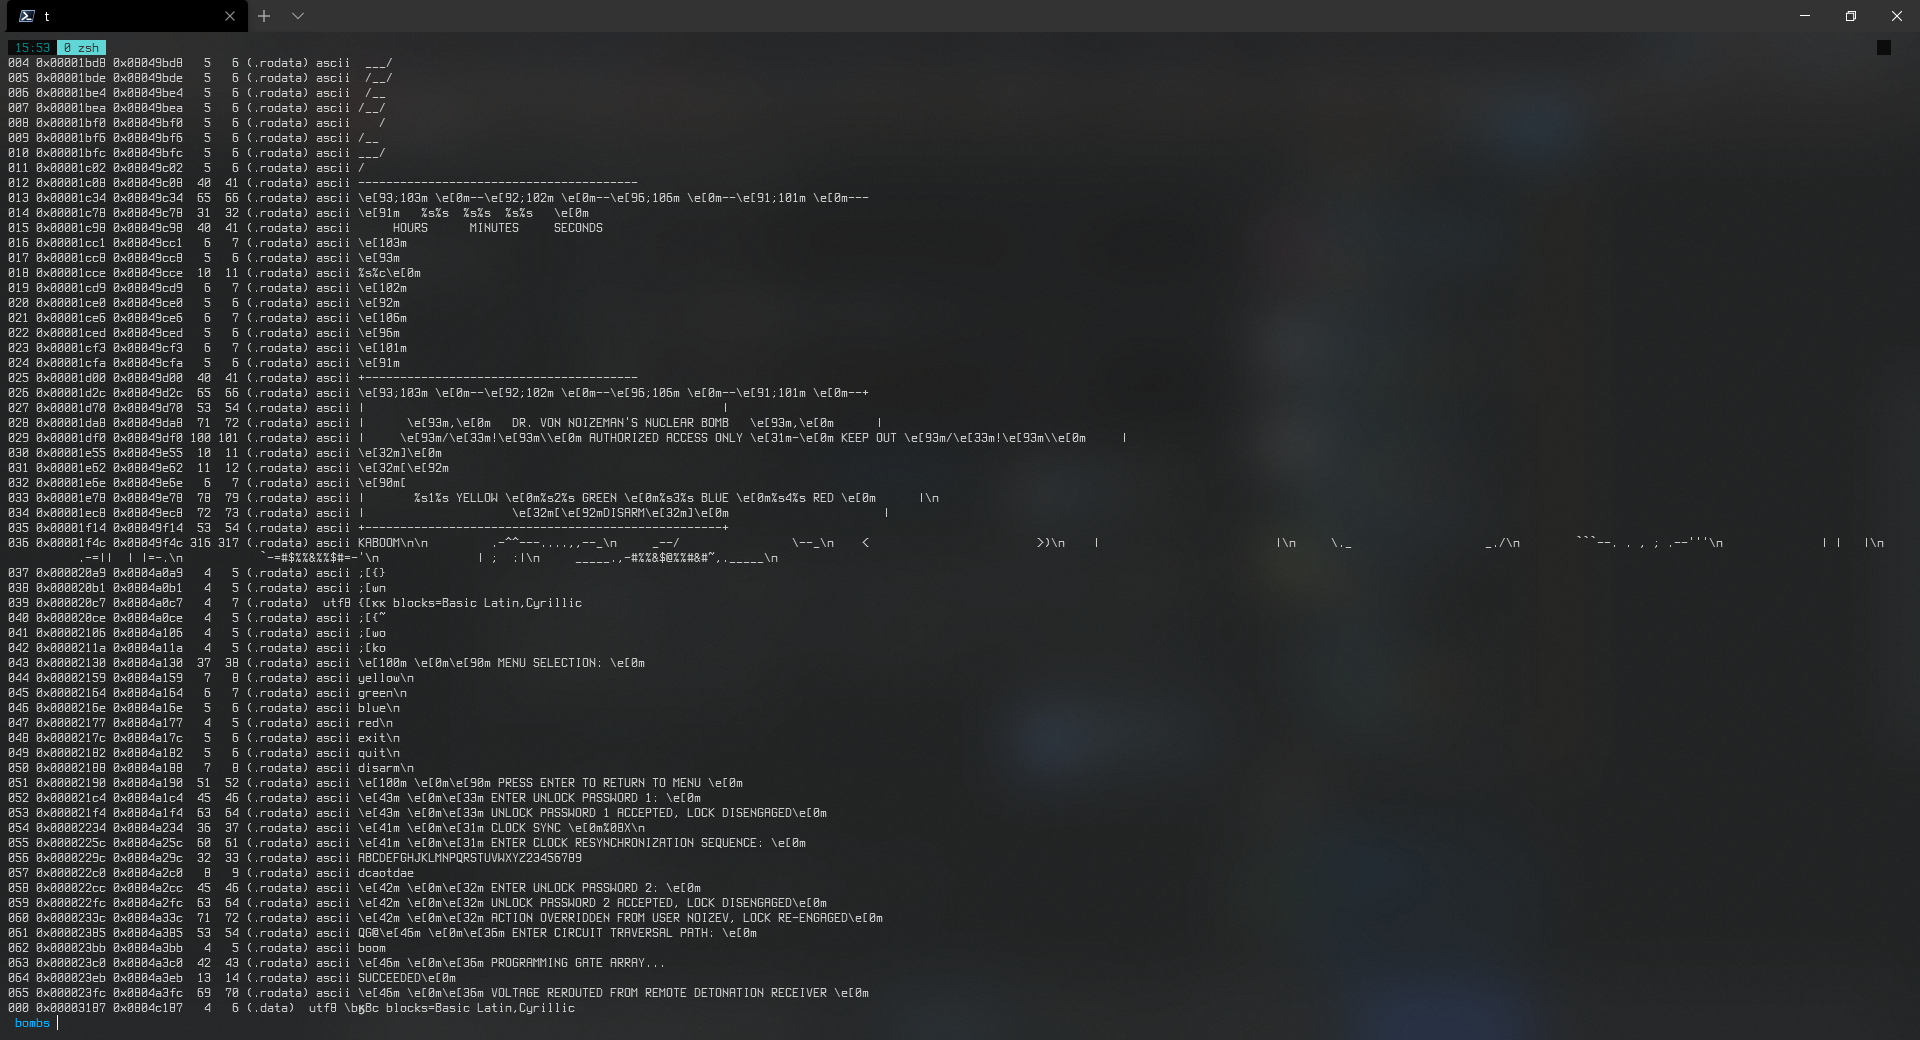 t
15:53 0 zsh
004 0x00001bd8 0x08049bd8   5   6 (.rodata) ascii  ___/
005 0x00001bde 0x08049bde   5   6 (.rodata) ascii  /__/
006 0x00001be4 0x08049be4   5   6 (.rodata) ascii  /__
007 0x00001bea 0x08049bea   5   6 (.rodata) ascii /__/
008 0x00001bf0 0x08049bf0   5   6 (.rodata) ascii    /
009 0x00001bf6 0x08049bf6   5   6 (.rodata) ascii /__
010 0x00001bfc 0x08049bfc   5   6 (.rodata) ascii ___/
011 0x00001c02 0x08049c02   5   6 (.rodata) ascii /
012 0x00001c08 0x08049c08  40  41 (.rodata) ascii ----------------------------------------
013 0x00001c34 0x08049c34  65  66 (.rodata) ascii \e[93;103m \e[0m--\e[92;102m \e[0m--\e[96;106m \e[0m--\e[91;101m \e[0m---
014 0x00001c78 0x08049c78  31  32 (.rodata) ascii \e[91m   %s%s  %s%s  %s%s   \e[0m
015 0x00001c98 0x08049c98  40  41 (.rodata) ascii      HOURS      MINUTES     SECONDS
016 0x00001cc1 0x08049cc1   6   7 (.rodata) ascii \e[103m
017 0x00001cc8 0x08049cc8   5   6 (.rodata) ascii \e[93m
018 0x00001cce 0x08049cce  10  11 (.rodata) ascii %s%c\e[0m
019 0x00001cd9 0x08049cd9   6   7 (.rodata) ascii \e[102m
020 0x00001ce0 0x08049ce0   5   6 (.rodata) ascii \e[92m
021 0x00001ce6 0x08049ce6   6   7 (.rodata) ascii \e[106m
022 0x00001ced 0x08049ced   5   6 (.rodata) ascii \e[96m
023 0x00001cf3 0x08049cf3   6   7 (.rodata) ascii \e[101m
024 0x00001cfa 0x08049cfa   5   6 (.rodata) ascii \e[91m
025 0x00001d00 0x08049d00  40  41 (.rodata) ascii +---------------------------------------
026 0x00001d2c 0x08049d2c  65  66 (.rodata) ascii \e[93;103m \e[0m--\e[92;102m \e[0m--\e[96;106m \e[0m--\e[91;101m \e[0m--+
027 0x00001d70 0x08049d70  53  54 (.rodata) ascii |                                                   |
028 0x00001da8 0x08049da8  71  72 (.rodata) ascii |      \e[93m,\e[0m   DR. VON NOIZEMAN'S NUCLEAR BOMB   \e[93m,\e[0m      |
029 0x00001df0 0x08049df0 100 101 (.rodata) ascii |     \e[93m/\e[33m!\e[93m\\e[0m AUTHORIZED ACCESS ONLY \e[31m-\e[0m KEEP OUT \e[93m/\e[33m!\e[93m\\e[0m     |
030 0x00001e55 0x08049e55  10  11 (.rodata) ascii \e[32m]\e[0m
031 0x00001e62 0x08049e62  11  12 (.rodata) ascii \e[32m[\e[92m
032 0x00001e6e 0x08049e6e   6   7 (.rodata) ascii \e[90m[
033 0x00001e78 0x08049e78  78  79 (.rodata) ascii |       %s1%s YELLOW \e[0m%s2%s GREEN \e[0m%s3%s BLUE \e[0m%s4%s RED \e[0m      |\n
034 0x00001ec8 0x08049ec8  72  73 (.rodata) ascii |                     \e[32m[\e[92mDISARM\e[32m]\e[0m                      |
035 0x00001f14 0x08049f14  53  54 (.rodata) ascii +---------------------------------------------------+
036 0x00001f4c 0x08049f4c 316 317 (.rodata) ascii KABOOM\n\n         .-^^---....,,--_\n     _--/                \--_\n   <                        >)\n    |                         |\n     \._                   _./\n        ```--. . , ; .--'''\n              | |   |\n
          .-=||  | |=-.\n           `-=#$%%&%%$#=-'\n              | ;  :|\n     _____.,-#%%&$@%%#&#~,._____\n
037 0x000020a9 0x0804a0a9   4   5 (.rodata) ascii ;[{}
038 0x000020b1 0x0804a0b1   4   5 (.rodata) ascii ;[wn
039 0x000020c7 0x0804a0c7   4   7 (.rodata)  utf8 {[кк blocks=Basic Latin,Cyrillic
040 0x000020ce 0x0804a0ce   4   5 (.rodata) ascii ;[{~
041 0x00002106 0x0804a106   4   5 (.rodata) ascii ;[wo
042 0x0000211a 0x0804a11a   4   5 (.rodata) ascii ;[ko
043 0x00002130 0x0804a130  37  38 (.rodata) ascii \e[100m \e[0m\e[90m MENU SELECTION: \e[0m
044 0x00002159 0x0804a159   7   8 (.rodata) ascii yellow\n
045 0x00002164 0x0804a164   6   7 (.rodata) ascii green\n
046 0x0000216e 0x0804a16e   5   6 (.rodata) ascii blue\n
047 0x00002177 0x0804a177   4   5 (.rodata) ascii red\n
048 0x0000217c 0x0804a17c   5   6 (.rodata) ascii exit\n
049 0x00002182 0x0804a182   5   6 (.rodata) ascii quit\n
050 0x00002188 0x0804a188   7   8 (.rodata) ascii disarm\n
051 0x00002190 0x0804a190  51  52 (.rodata) ascii \e[100m \e[0m\e[90m PRESS ENTER TO RETURN TO MENU \e[0m
052 0x000021c4 0x0804a1c4  45  46 (.rodata) ascii \e[43m \e[0m\e[33m ENTER UNLOCK PASSWORD 1: \e[0m
053 0x000021f4 0x0804a1f4  63  64 (.rodata) ascii \e[43m \e[0m\e[33m UNLOCK PASSWORD 1 ACCEPTED, LOCK DISENGAGED\e[0m
054 0x00002234 0x0804a234  36  37 (.rodata) ascii \e[41m \e[0m\e[31m CLOCK SYNC \e[0m%08X\n
055 0x0000225c 0x0804a25c  60  61 (.rodata) ascii \e[41m \e[0m\e[31m ENTER CLOCK RESYNCHRONIZATION SEQUENCE: \e[0m
056 0x0000229c 0x0804a29c  32  33 (.rodata) ascii ABCDEFGHJKLMNPQRSTUVWXYZ23456789
057 0x000022c0 0x0804a2c0   8   9 (.rodata) ascii dcaotdae
058 0x000022cc 0x0804a2cc  45  46 (.rodata) ascii \e[42m \e[0m\e[32m ENTER UNLOCK PASSWORD 2: \e[0m
059 0x000022fc 0x0804a2fc  63  64 (.rodata) ascii \e[42m \e[0m\e[32m UNLOCK PASSWORD 2 ACCEPTED, LOCK DISENGAGED\e[0m
060 0x0000233c 0x0804a33c  71  72 (.rodata) ascii \e[42m \e[0m\e[32m ACTION OVERRIDDEN FROM USER NOIZEV, LOCK RE-ENGAGED\e[0m
061 0x00002385 0x0804a385  53  54 (.rodata) ascii QG@\e[46m \e[0m\e[36m ENTER CIRCUIT TRAVERSAL PATH: \e[0m
062 0x000023bb 0x0804a3bb   4   5 (.rodata) ascii boom
063 0x000023c0 0x0804a3c0  42  43 (.rodata) ascii \e[46m \e[0m\e[36m PROGRAMMING GATE ARRAY...
064 0x000023eb 0x0804a3eb  13  14 (.rodata) ascii SUCCEEDED\e[0m
065 0x000023fc 0x0804a3fc  69  70 (.rodata) ascii \e[46m \e[0m\e[36m VOLTAGE REROUTED FROM REMOTE DETONATION RECEIVER \e[0m
000 0x00003187 0x0804c187   4   6 (.data)  utf8 blocks=Basic Latin,Cyrillic
bombs